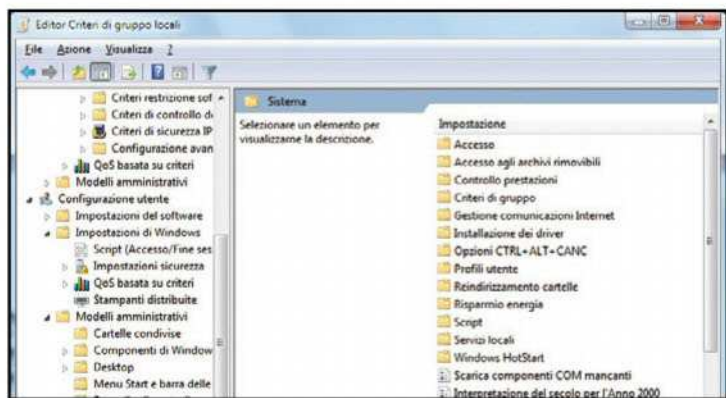 Editor Criteri di gruppo locali
File Azione Visualizza ?
Criteri restrizione sof
Criteri di controllo di
Criteri di sicurezza IP
Configurazione avan
QoS basata su criteri
Modelli amministrativi
Configurazione utente
Impostazioni del software
Impostazioni di Windows
Script (Accesso/Fine ses
Impostazioni sicurezza
QoS basata su criteri
Stampanti distribuite
Modelli amministrativi
Cartelle condivise
Componenti di Window
Desktop
Menu Start e barra delle
Sistema
Selezionare un elemento per
visualizzarne la descrizione.
Impostazione
Accesso
Accesso agli archivi rimovibili
Controllo prestazioni
Criteri di gruppo
Gestione comunicazioni Internet
Installazione dei driver
Opzioni CTRL+ALT+CANC
Profili utente
Reindirizzamento cartelle
Risparmio energia
Script
Servizi locali
Windows HotStart
Scarica componenti COM mancanti
Interpretazione del secolo per l'Anno 2000